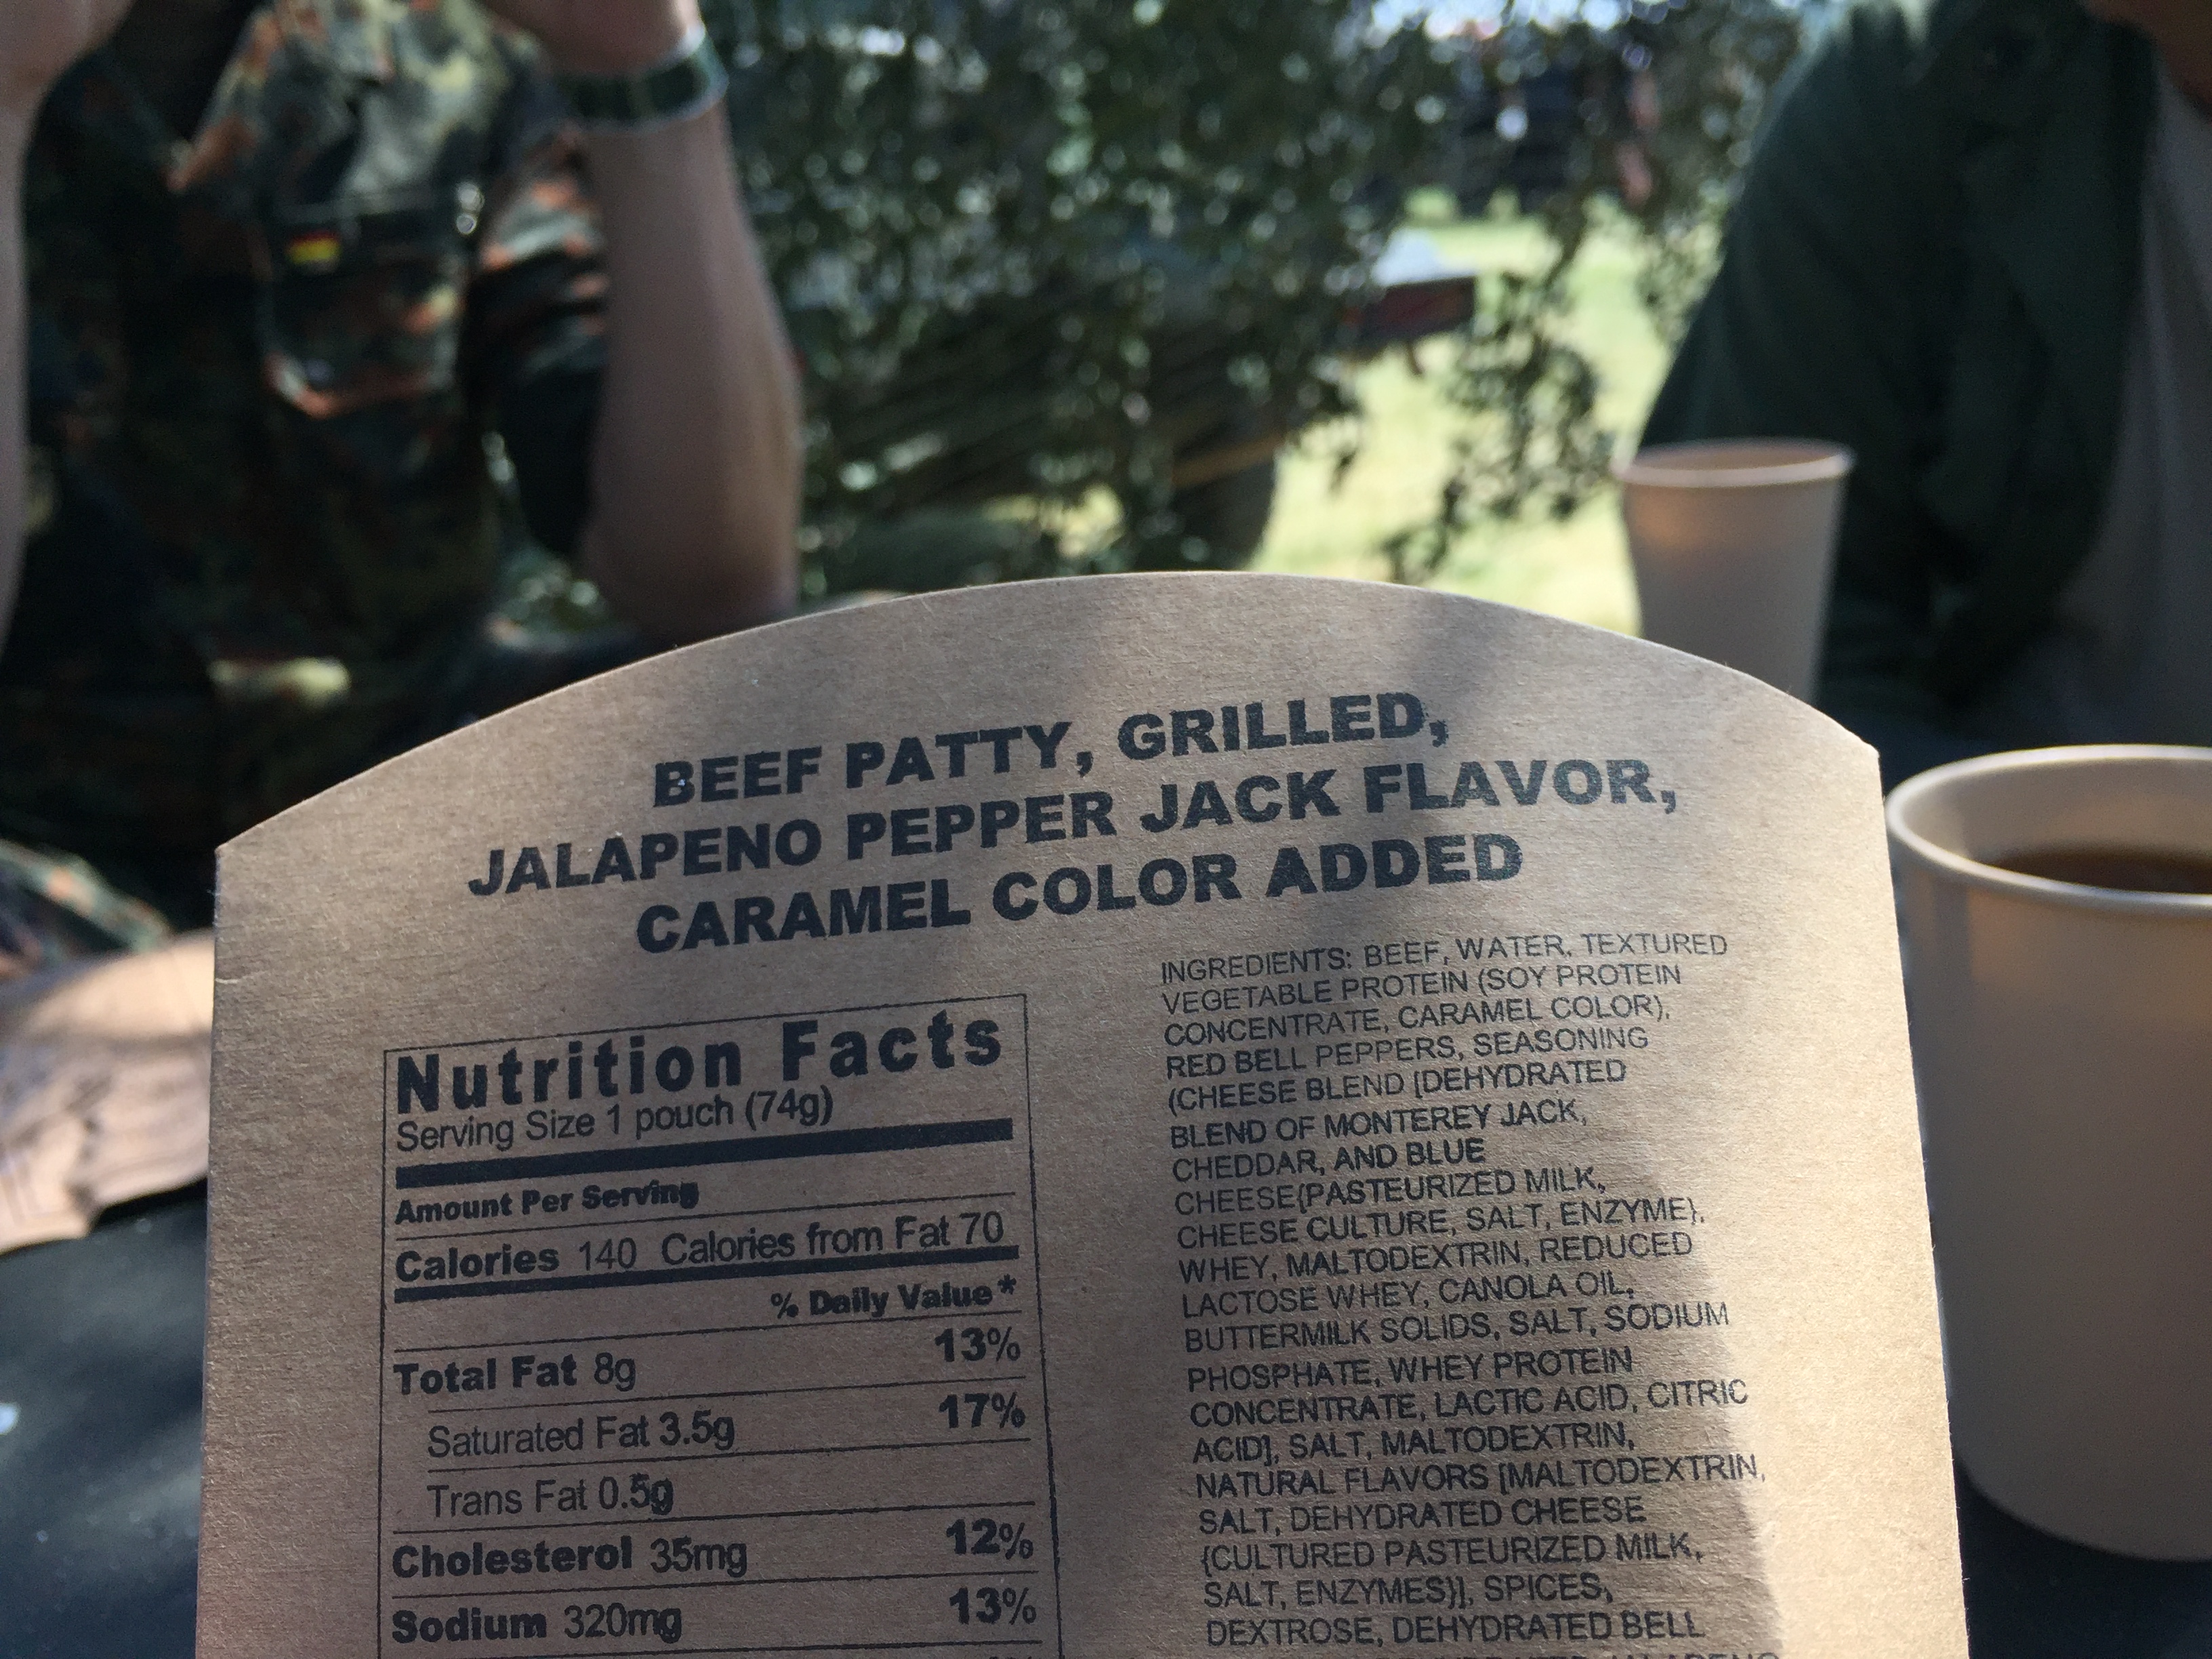 BEEF PATTY, GRILLED,
JALAPENO PEPPER JACK FLAVOR,
CARAMEL COLOR ADDED
Nutrition Facts
Serving Size 1 pouch (74g)
Amount Per Serving
Calories 140 Calories from Fat 70
% Daily Value*
Total Fat 8g 13%
Saturated Fat 3.5g 17%
Trans Fat 0.5g
Cholesterol 35mg 12%
Sodium 320mg 13%
INGREDIENTS: BEEF, WATER, TEXTURED
VEGETABLE PROTEIN (SOY PROTEIN
CONCENTRATE, CARAMEL COLOR),
RED BELL PEPPERS, SEASONING
(CHEESE BLEND [DEHYDRATED
BLEND OF MONTEREY JACK,
CHEDDAR, AND BLUE
CHEESE{PASTEURIZED MILK,
CHEESE CULTURE, SALT, ENZYME},
WHEY, MALTODEXTRIN, REDUCED
LACTOSE WHEY, CANOLA OIL,
BUTTERMILK SOLIDS, SALT, SODIUM
PHOSPHATE, WHEY PROTEIN
CONCENTRATE, LACTIC ACID, CITRIC
ACID], SALT, MALTODEXTRIN,
NATURAL FLAVORS [MALTODEXTRIN,
SALT, DEHYDRATED CHEESE
{CULTURED PASTEURIZED MILK,
SALT, ENZYMES}], SPICES,
DEXTROSE, DEHYDRATED BELL